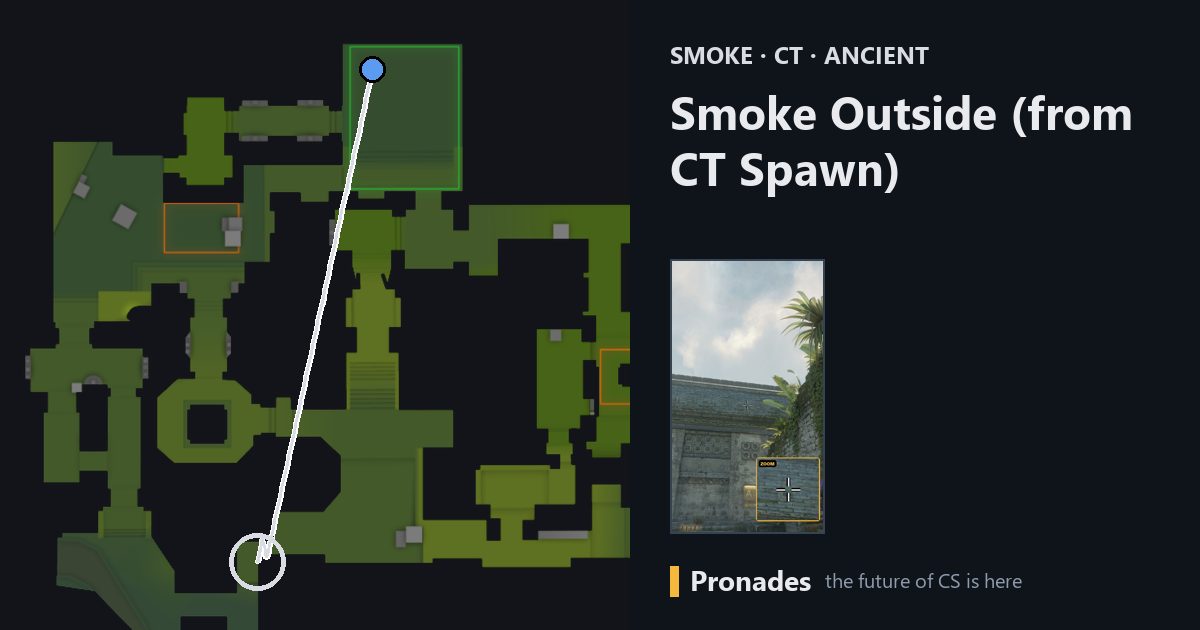 SMOKE · CT · ANCIENT
Smoke Outside (from
CT Spawn)
ZOOM
A
Pronades the future of CS is here